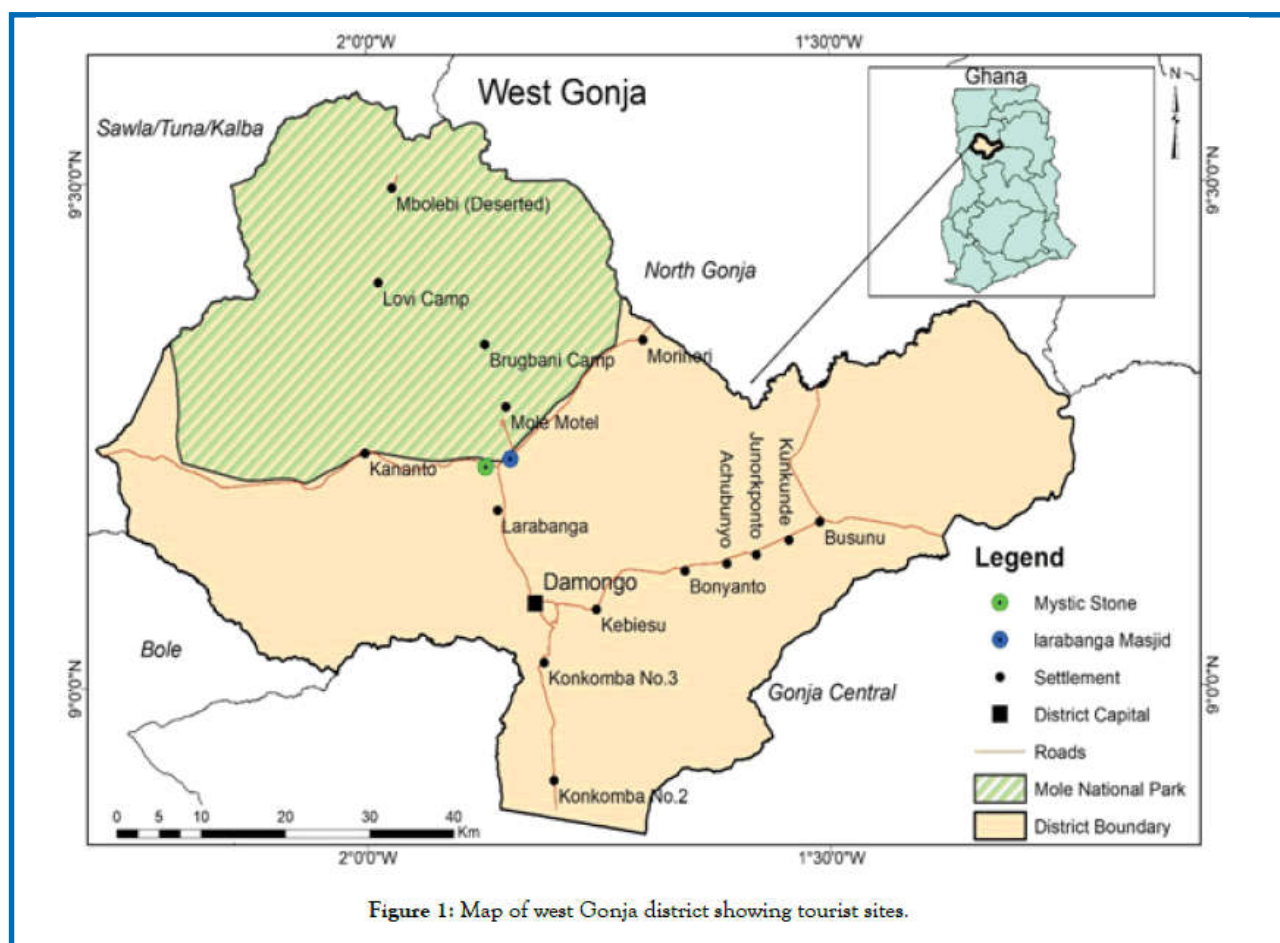 2°0'0"W
1°30'0"W
West Gonja
Ghana
N
Sawla/Tuna/Kalba
9°30'0"N
9°30'0"N
Mbolebi (Deserted)
North Gonja
Lovi Camp
Brugbani Camp
Morineri
Mole Motel
Kananto
Achubunyo
Junorkponto
Kunkunde
Larabanga
Busunu
Damongo
Bonyanto
Kebiesu
Bole
Konkomba No.3
Gonja Central
9°0'0"N
9°0'0"N
Konkomba No.2
Legend
Mystic Stone
larabanga Masjid
Settlement
District Capital
Roads
Mole National Park
District Boundary
0 5 10 20 30 40
Km
2°0'0"W
1°30'0"W
Figure 1: Map of west Gonja district showing tourist sites.